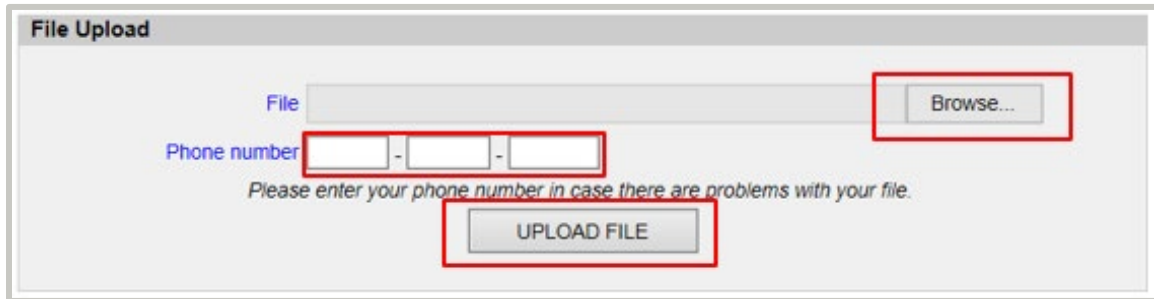 File Upload
File Browse...
Phone number - -
Please enter your phone number in case there are problems with your file.
UPLOAD FILE